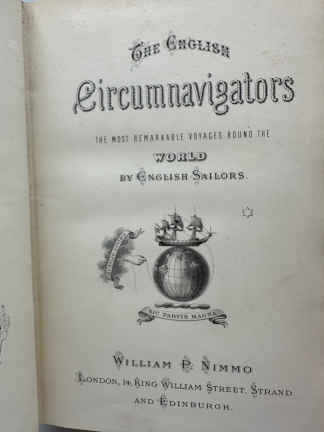 THE ENGLISH
Circumnavigators
THE MOST REMARKABLE VOYAGES ROUND THE
WORLD
BY ENGLISH SAILORS.
SIC PARVIS MAGNA
WILLIAM P. NIMMO
LONDON, 14 KING WILLIAM STREET, STRAND
AND EDINBURGH.